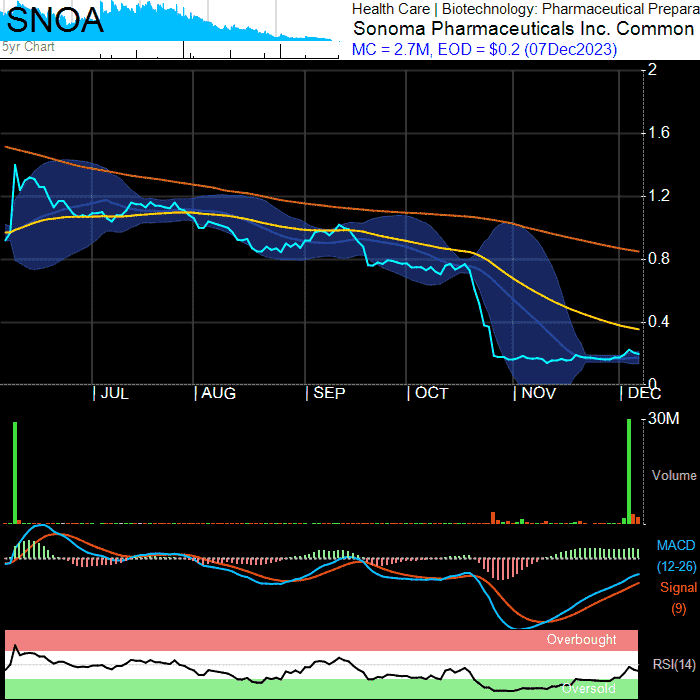 SNOA
5yr Chart
Health Care | Biotechnology: Pharmaceutical Prepara
Sonoma Pharmaceuticals Inc. Common
MC = 2.7M, EOD = $0.2 (07Dec2023)
2
1.6
1.2
0.8
0.4
0
| JUL | AUG | SEP | OCT | NOV | DEC
30M
Volume
MACD
(12-26)
Signal
(9)
Overbought
RSI(14)
Oversold